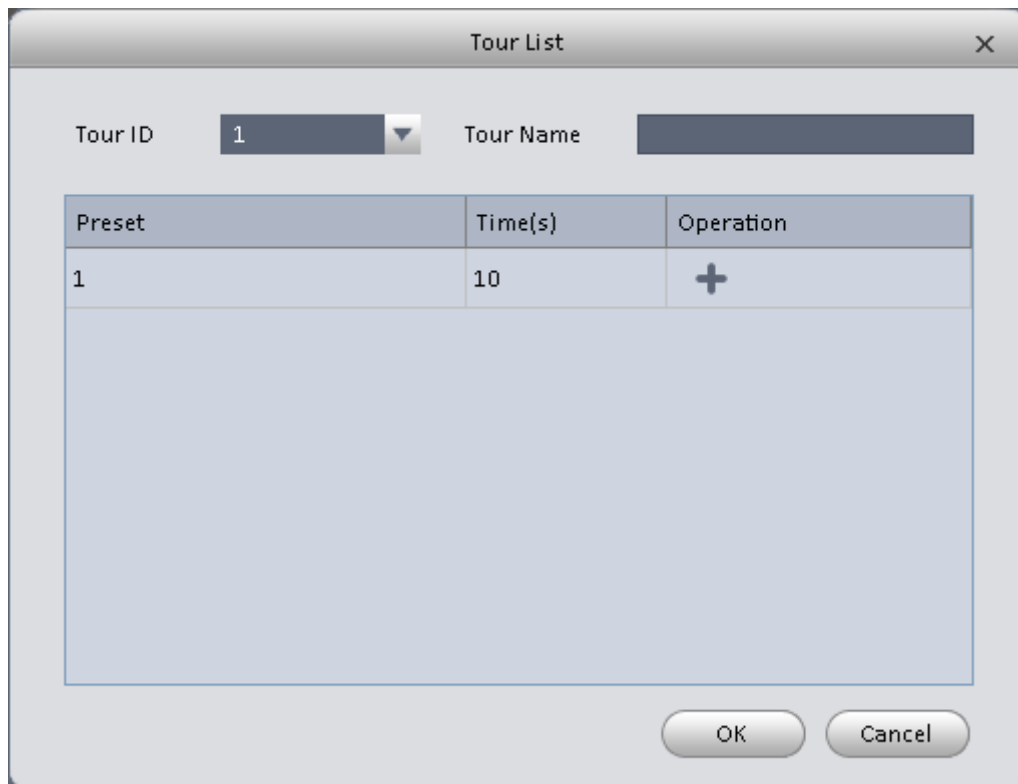 Tour List
Tour ID 1 Tour Name
Preset Time(s) Operation
1 10
OK Cancel